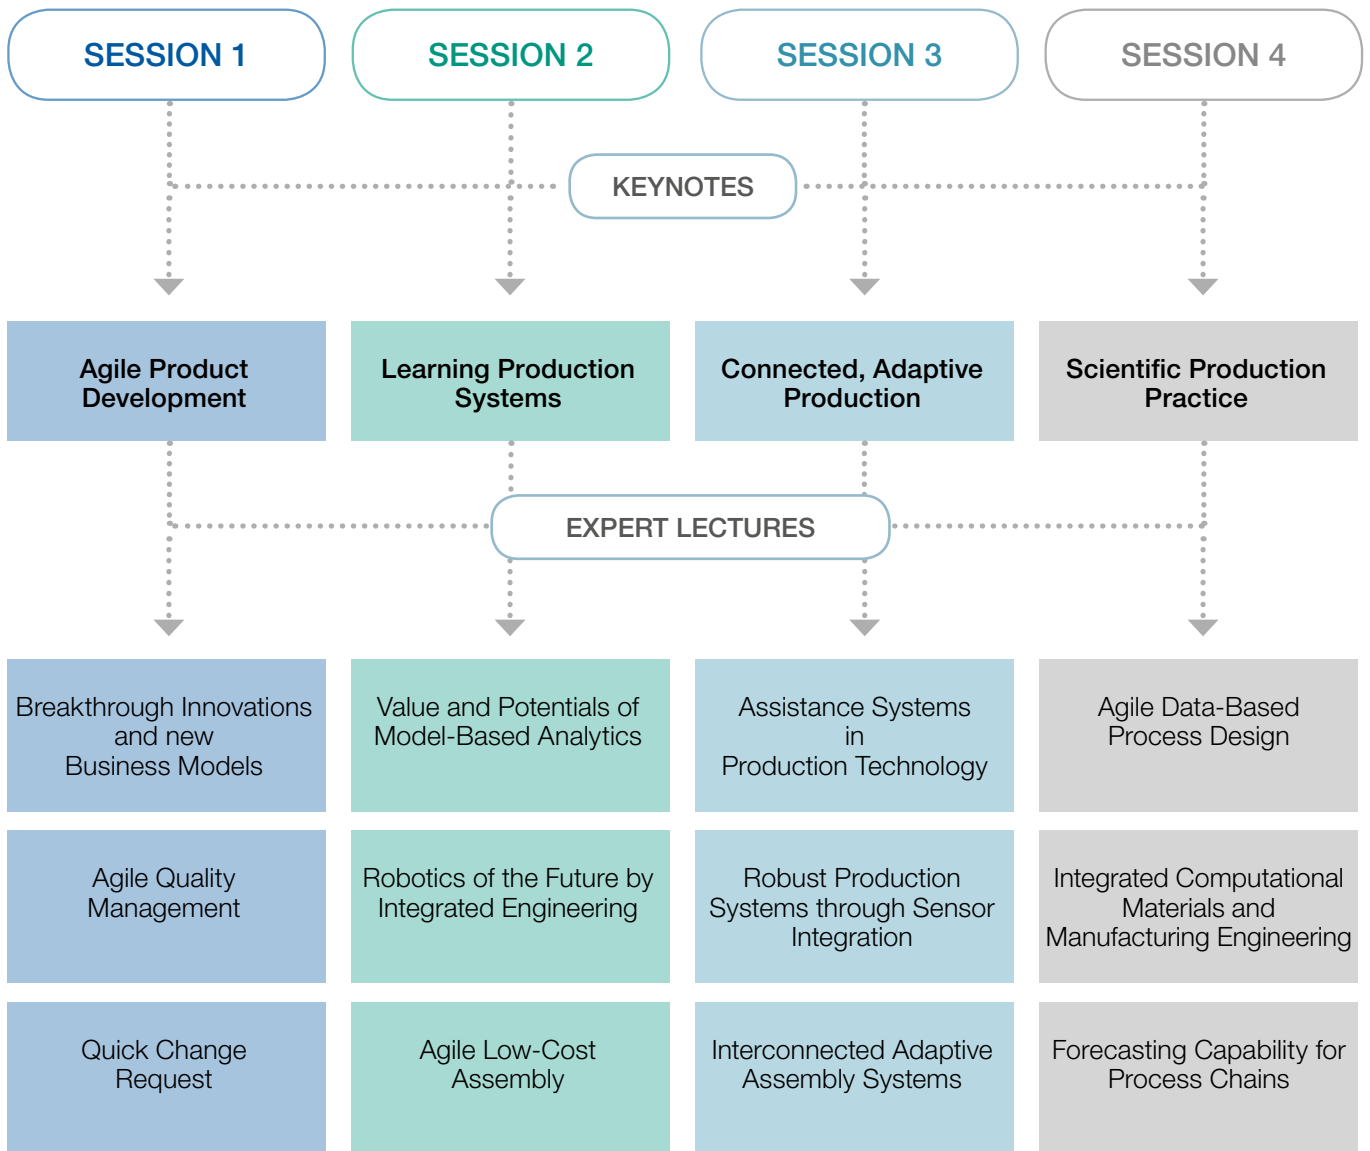 SESSION 1
SESSION 2
SESSION 3
SESSION 4
KEYNOTES
Agile Product
Development
Learning Production
Systems
Connected, Adaptive
Production
Scientific Production
Practice
EXPERT LECTURES
Breakthrough Innovations
and new
Business Models
Value and Potentials of
Model-Based Analytics
Assistance Systems
in
Production Technology
Agile Data-Based
Process Design
Agile Quality
Management
Robotics of the Future by
Integrated Engineering
Robust Production
Systems through Sensor
Integration
Integrated Computational
Materials and
Manufacturing Engineering
Quick Change
Request
Agile Low-Cost
Assembly
Interconnected Adaptive
Assembly Systems
Forecasting Capability for
Process Chains